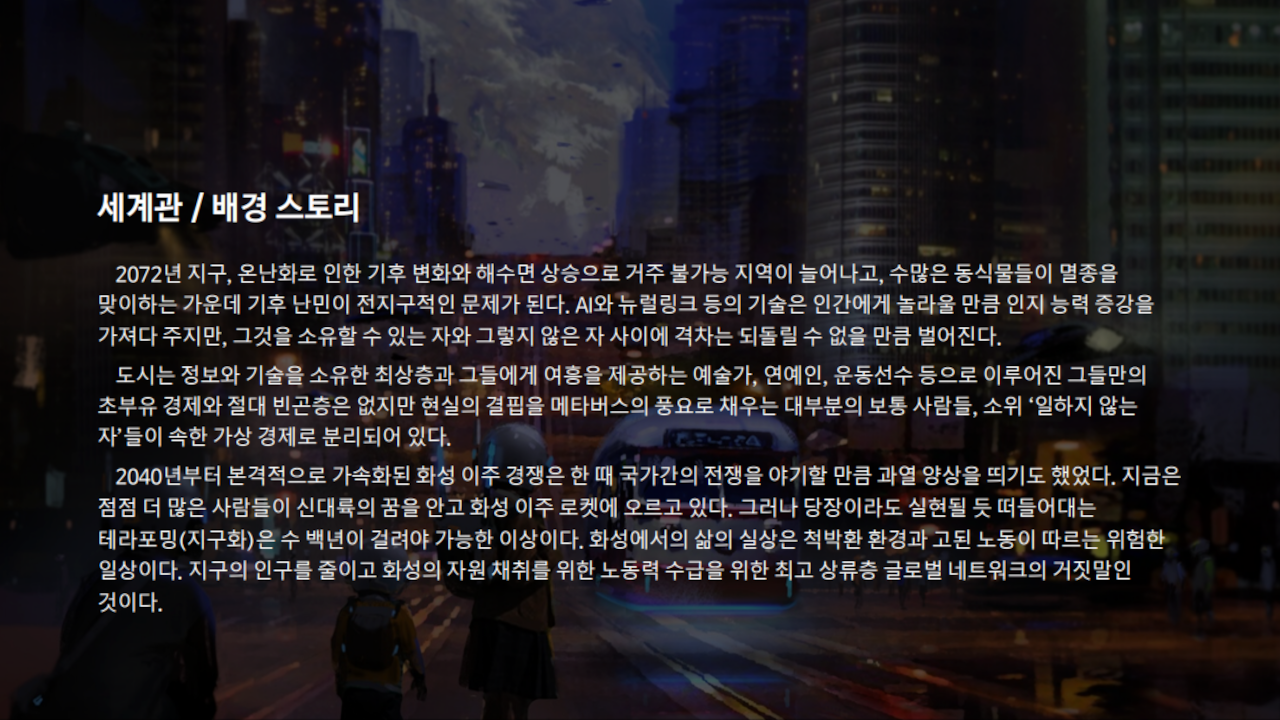 세계관 / 배경 스토리
2072년 지구, 온난화로 인한 기후 변화와 해수면 상승으로 거주 불가능 지역이 늘어나고, 수많은 동식물들이 멸종을
맞이하는 가운데 기후 난민이 전지구적인 문제가 된다. AI와 뉴럴링크 등의 기술은 인간에게 놀라울 만큼 인지 능력 증강을
가져다 주지만, 그것을 소유할 수 있는 자와 그렇지 않은 자 사이에 격차는 되돌릴 수 없을 만큼 벌어진다.
도시는 정보와 기술을 소유한 최상층과 그들에게 여흥을 제공하는 예술가, 연예인, 운동선수 등으로 이루어진 그들만의
초부유 경제와 절대 빈곤층은 없지만 현실의 결핍을 메타버스의 풍요로 채우는 대부분의 보통 사람들, 소위 ‘일하지 않는
자’들이 속한 가상 경제로 분리되어 있다.
2040년부터 본격적으로 가속화된 화성 이주 경쟁은 한 때 국가간의 전쟁을 야기할 만큼 과열 양상을 띄기도 했었다. 지금은
점점 더 많은 사람들이 신대륙의 꿈을 안고 화성 이주 로켓에 오르고 있다. 그러나 당장이라도 실현될 듯 떠들어대는
테라포밍(지구화)은 수 백년이 걸려야 가능한 이상이다. 화성에서의 삶의 실상은 척박환 환경과 고된 노동이 따르는 위험한
일상이다. 지구의 인구를 줄이고 화성의 자원 채취를 위한 노동력 수급을 위한 최고 상류층 글로벌 네트워크의 거짓말인
것이다.